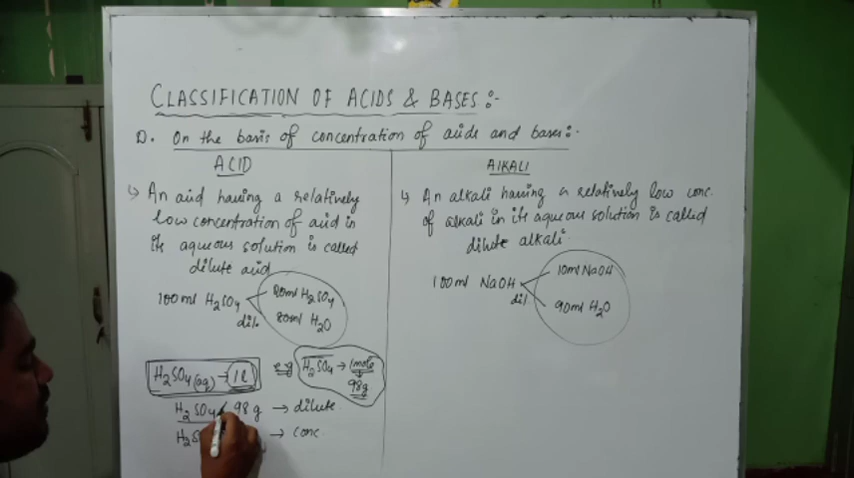 CLASSIFICATION OF ACIDS & BASES :-
D. On the basis of concentration of acids and bases :-
ACID
↳ An acid having a relatively
low concentration of acid in
its aqueous solution is called
dilute acid
100ml H₂SO₄
dil.
20ml H₂SO₄
80ml H₂O
H₂SO₄(aq) → 1L
e.g H₂SO₄ → 1mole
98g
H₂SO₄ < 98g → dilute
→ conc
ALKALI
↳ An alkali having a relatively low conc.
of alkali in its aqueous solution is called
dilute alkali.
100ml NaOH
dil
10ml NaOH
90ml H₂O